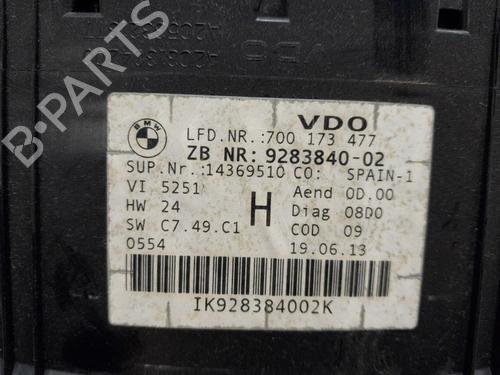 B-PARTS
BMW
VDO
LFD.NR.:700 173 477
ZB NR: 9283840-02
SUP.Nr.:14369510 CO: SPAIN-1
VI 5251 Aend 0D.00
HW 24 H Diag 08D0
SW C7.49.C1 COD 09
0554 19.06.13
IK928384002K